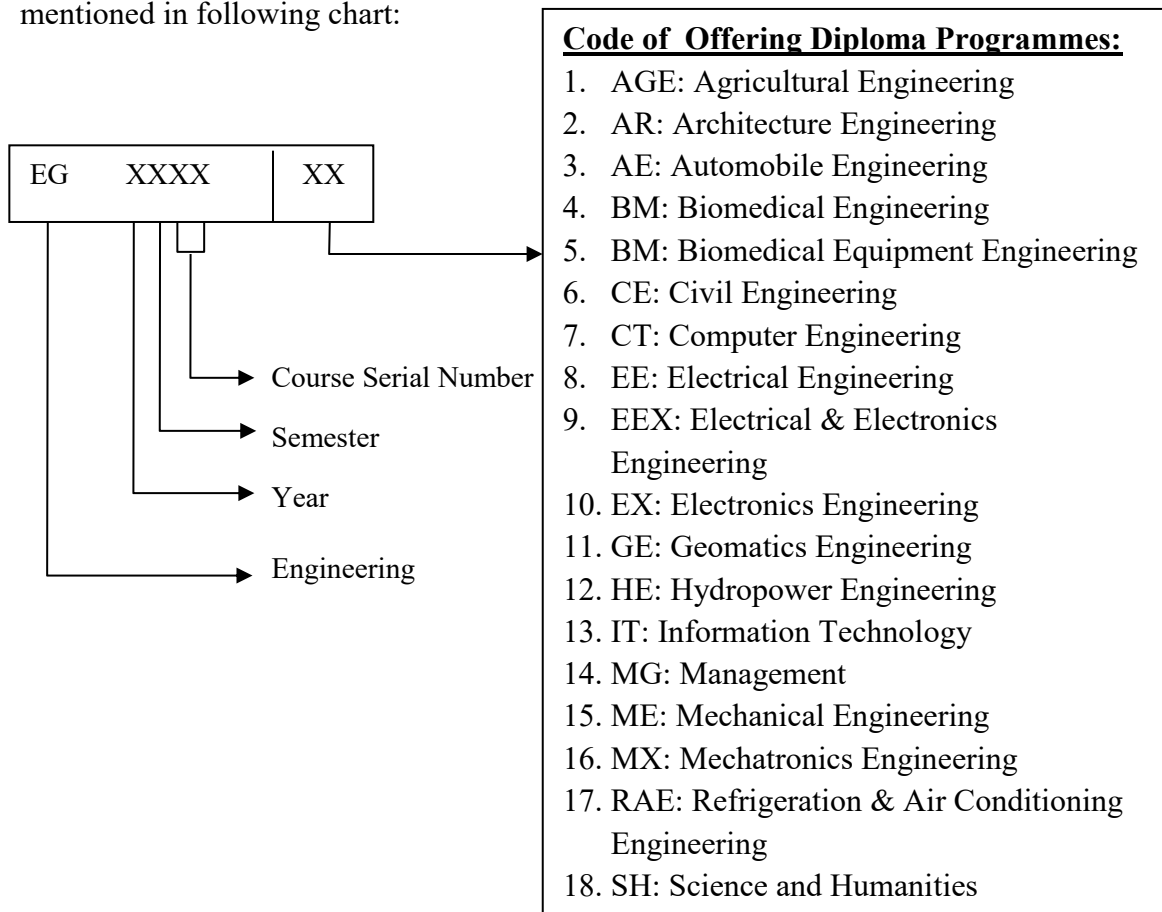 mentioned in following chart:
EG XXXX XX
Course Serial Number
Semester
Year
Engineering
Code of Offering Diploma Programmes:
1. AGE: Agricultural Engineering
2. AR: Architecture Engineering
3. AE: Automobile Engineering
4. BM: Biomedical Engineering
5. BM: Biomedical Equipment Engineering
6. CE: Civil Engineering
7. CT: Computer Engineering
8. EE: Electrical Engineering
9. EEX: Electrical & Electronics
Engineering
10. EX: Electronics Engineering
11. GE: Geomatics Engineering
12. HE: Hydropower Engineering
13. IT: Information Technology
14. MG: Management
15. ME: Mechanical Engineering
16. MX: Mechatronics Engineering
17. RAE: Refrigeration & Air Conditioning
Engineering
18. SH: Science and Humanities